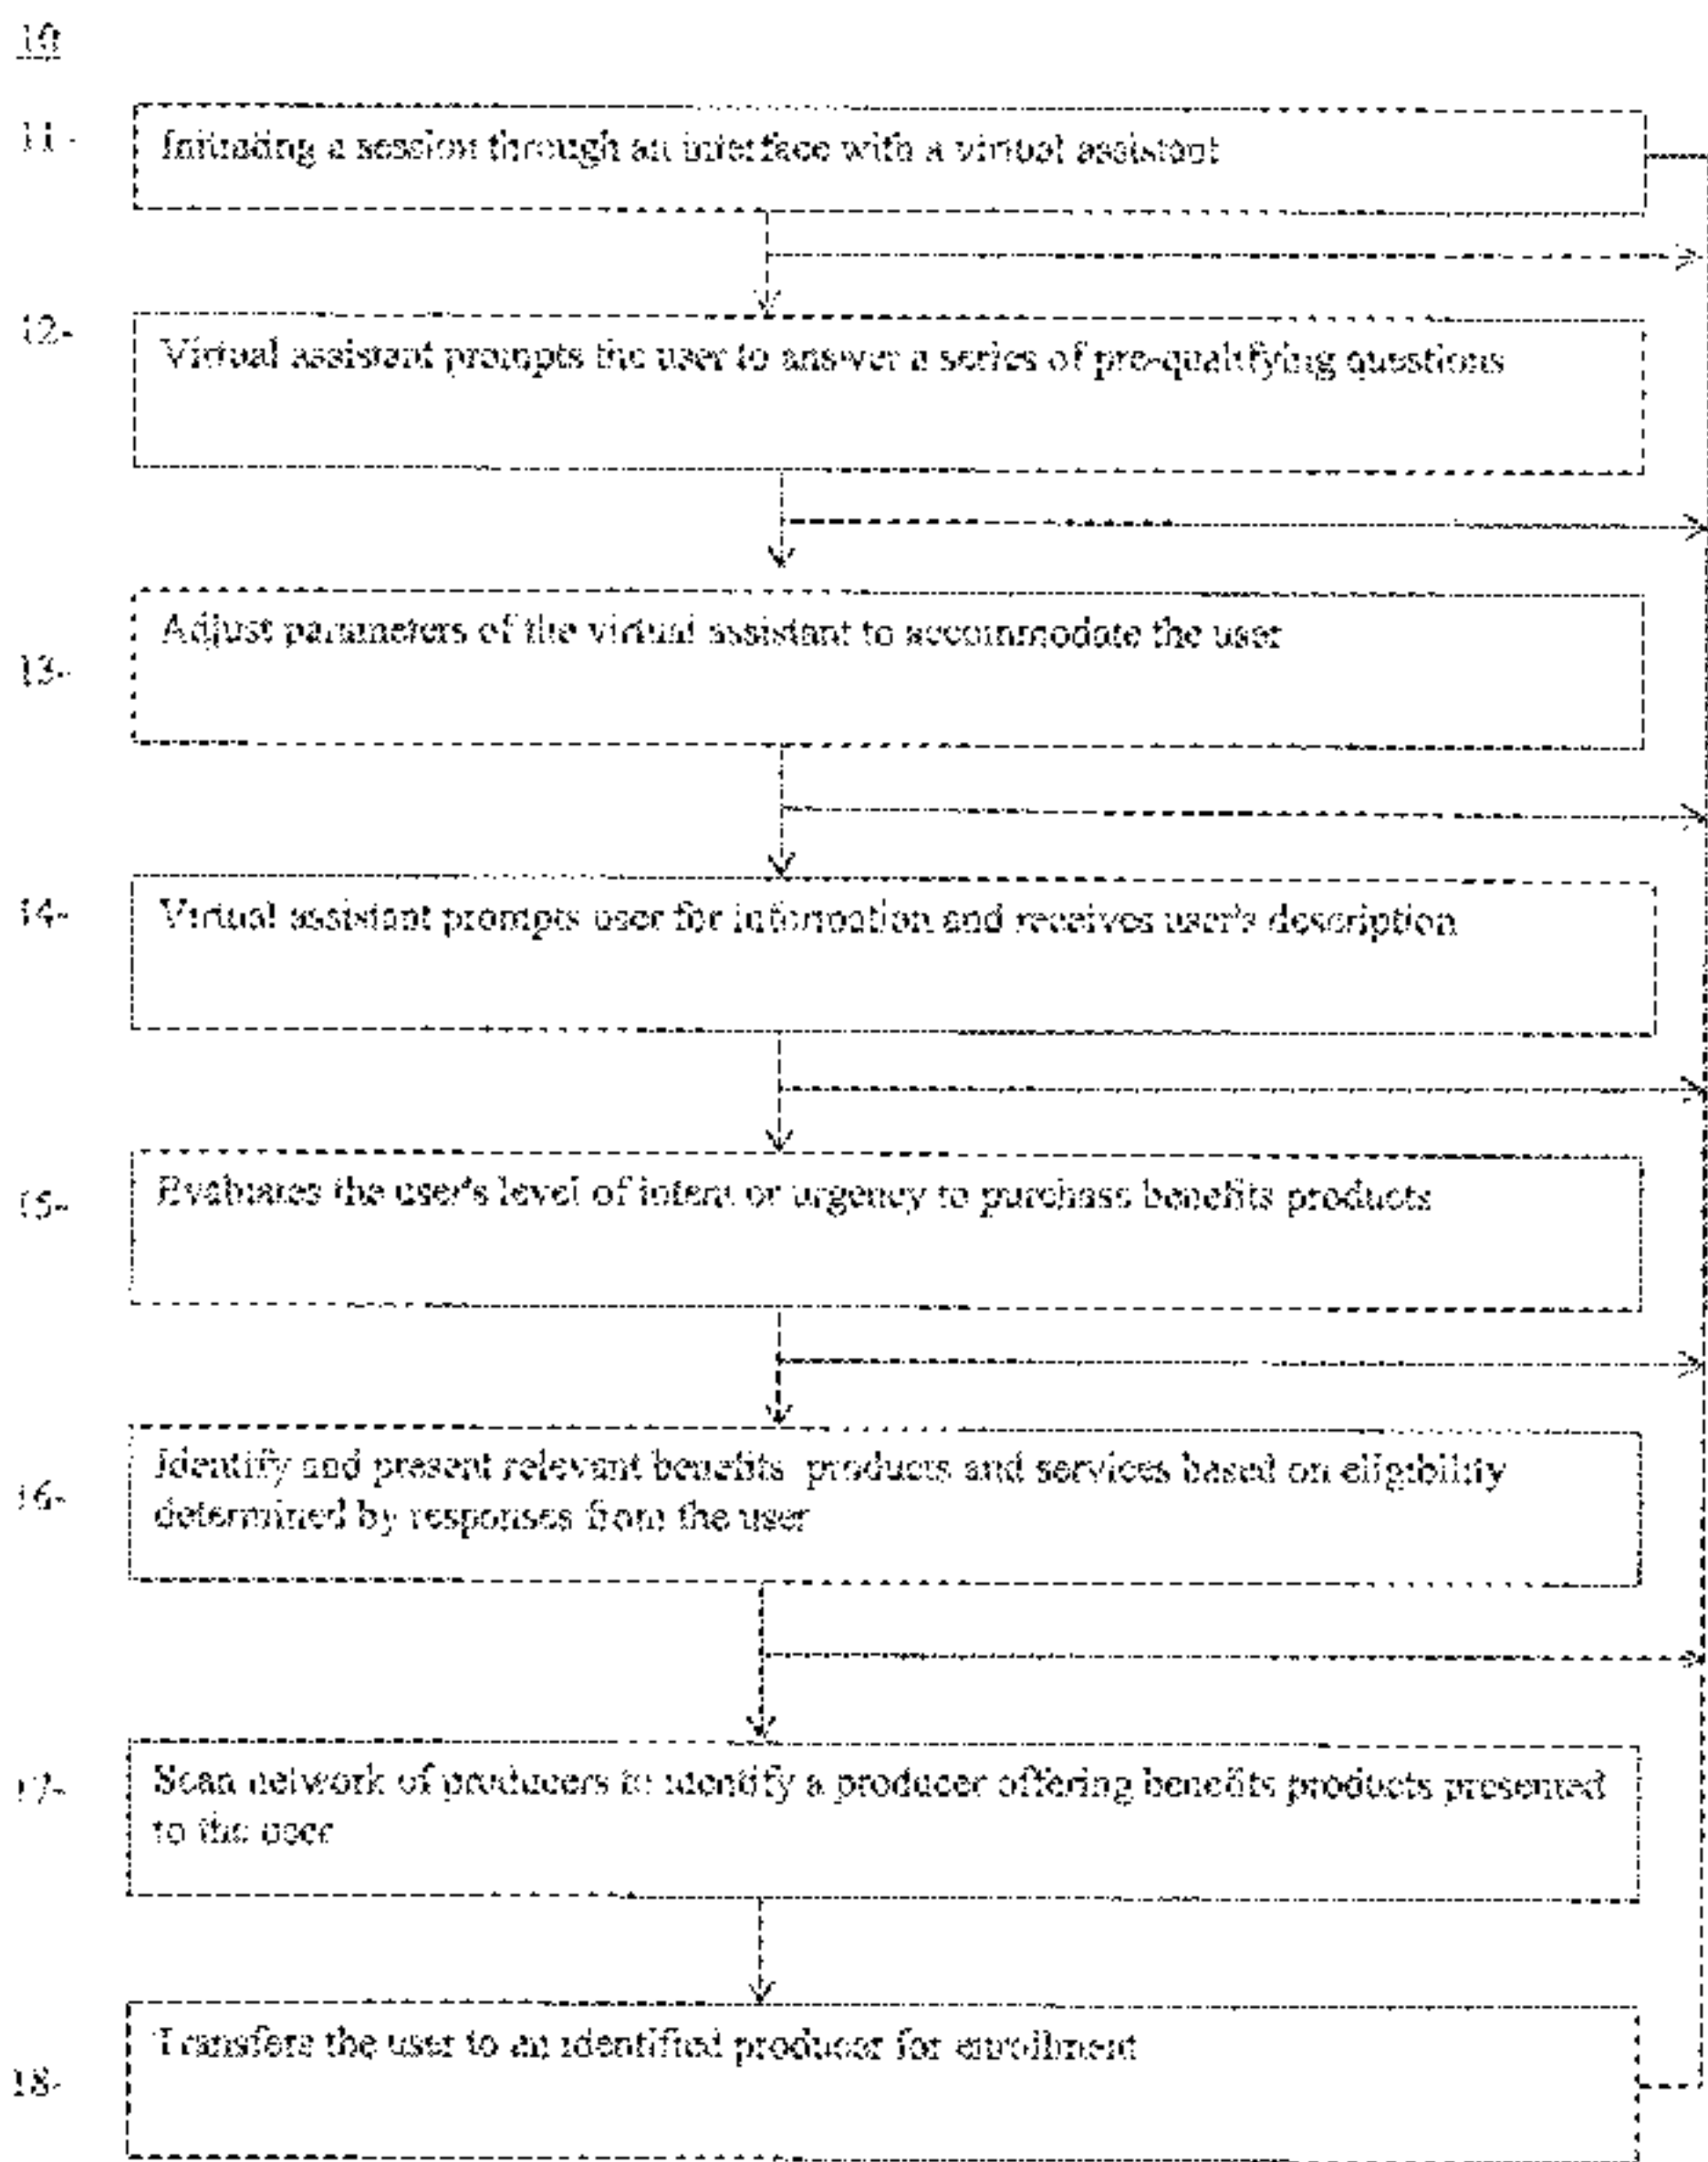 10
11 -
Initiating a session through an interface with a virtual assistant
12-
Virtual assistant prompts the user to answer a series of pre-qualifying questions
Adjust parameters of the virtual assistant to accommodate the user
13-
14-
Virtual assistant prompts user for information and receives user's description
15-
Evaluates the user's level of intent or urgency to purchase benefits products
16-
Identify and present relevant benefits products and services based on eligibility
determined by responses from the user
17-
Scan network of producers to identify a producer offering benefits products presented
to the user
Transfers the user to an identified producer for enrollment
18-